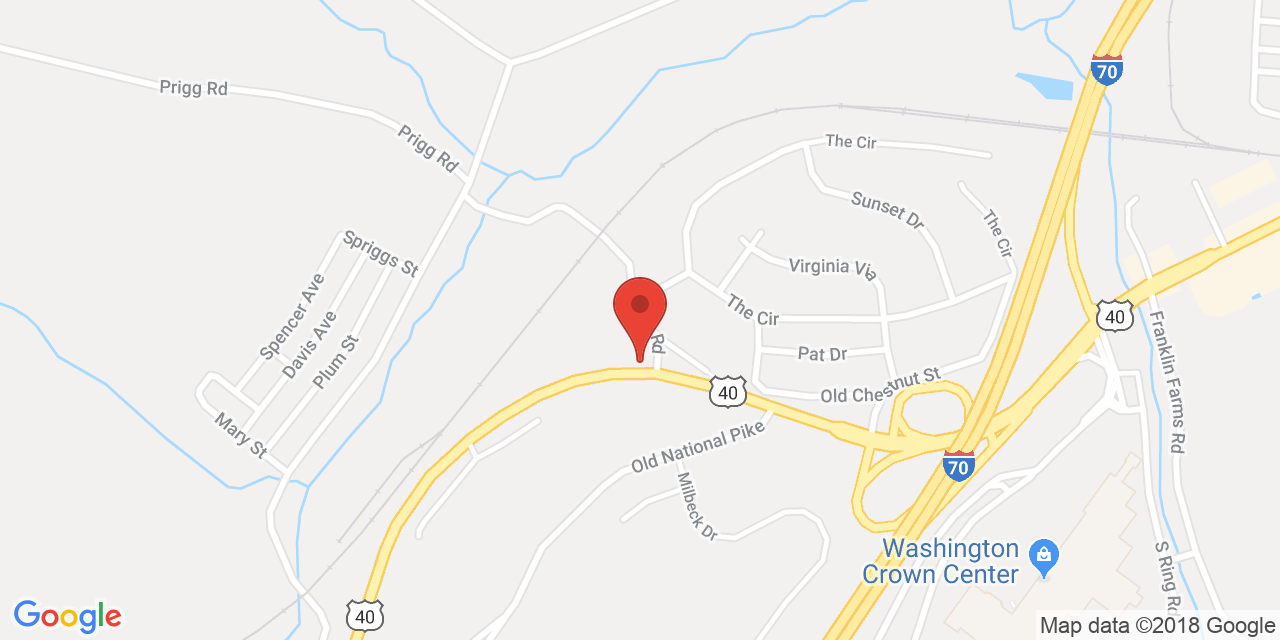 70
Prigg Rd
Prigg Rd
The Cir
Sunset Dr
The Cir
Spriggs St
Virginia Via
Spencer Ave
Davis Ave
Plum St
The Cir
40
Franklin Farms Rd
Rd
Pat Dr
40
Old Chestnut St
Mary St
Old National Pike
70
Milbeck Dr
Washington
Crown Center
S Ring Rd
40
Google
Map data ©2018 Google